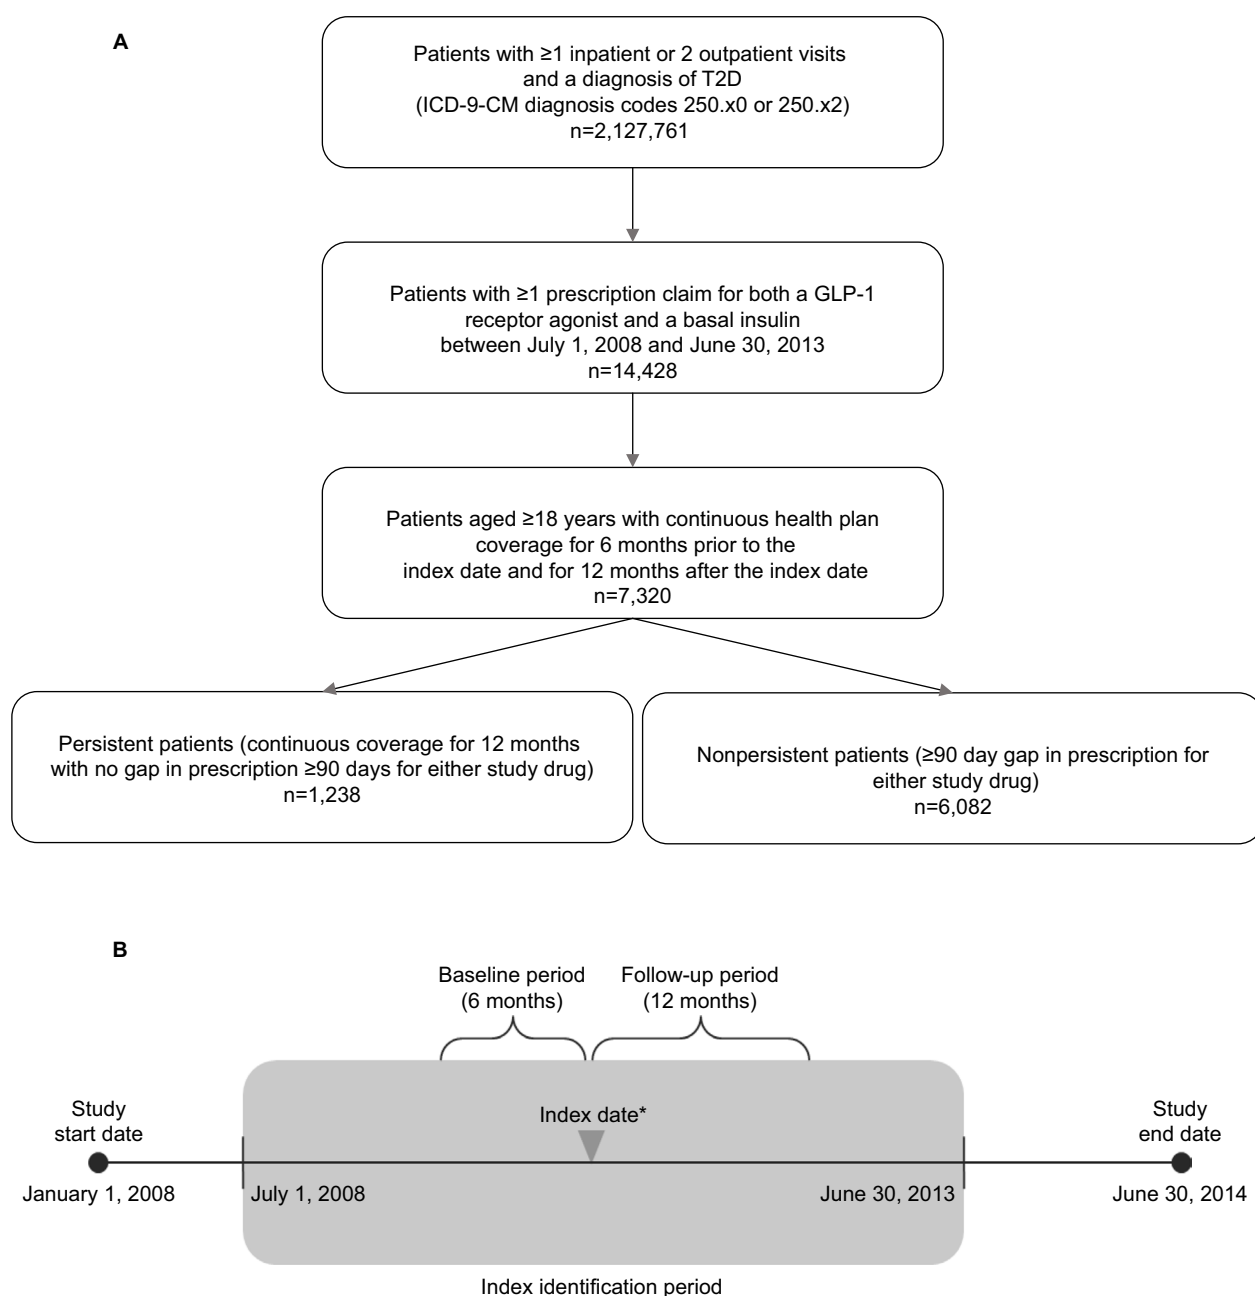 A
Patients with ≥1 inpatient or 2 outpatient visits
and a diagnosis of T2D
(ICD-9-CM diagnosis codes 250.x0 or 250.x2)
n=2,127,761
Patients with ≥1 prescription claim for both a GLP-1
receptor agonist and a basal insulin
between July 1, 2008 and June 30, 2013
n=14,428
Patients aged ≥18 years with continuous health plan
coverage for 6 months prior to the
index date and for 12 months after the index date
n=7,320
Persistent patients (continuous coverage for 12 months
with no gap in prescription ≥90 days for either study drug)
n=1,238
Nonpersistent patients (≥90 day gap in prescription for
either study drug)
n=6,082
B
Baseline period
(6 months)
Follow-up period
(12 months)
Study
start date
Index date*
Study
end date
January 1, 2008
July 1, 2008
June 30, 2013
June 30, 2014
Index identification period